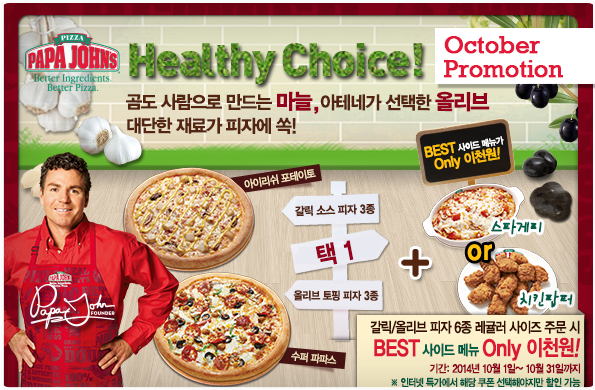 PIZZA
PAPA JOHN'S
Better Ingredients.
Better Pizza.
Healthy Choice!
October
Promotion
곰도 사람으로 만드는 마늘, 아테네가 선택한 올리브
대단한 재료가 피자에 쏙!
BEST 사이드 메뉴가
Only 이천원!
아이리쉬 포테이토
갈릭 소스 피자 3종
택 1
올리브 토핑 피자 3종
수퍼 파파스
+
스파게티
or
치킨팝퍼
PAPA JOHN'S
Papa John
FOUNDER
갈릭/올리브 피자 6종 레귤러 사이즈 주문 시
BEST 사이드 메뉴 Only 이천원!
기간: 2014년 10월 1일~ 10월 31일까지
※ 인터넷 특가에서 해당 쿠폰 선택해야지만 할인 가능